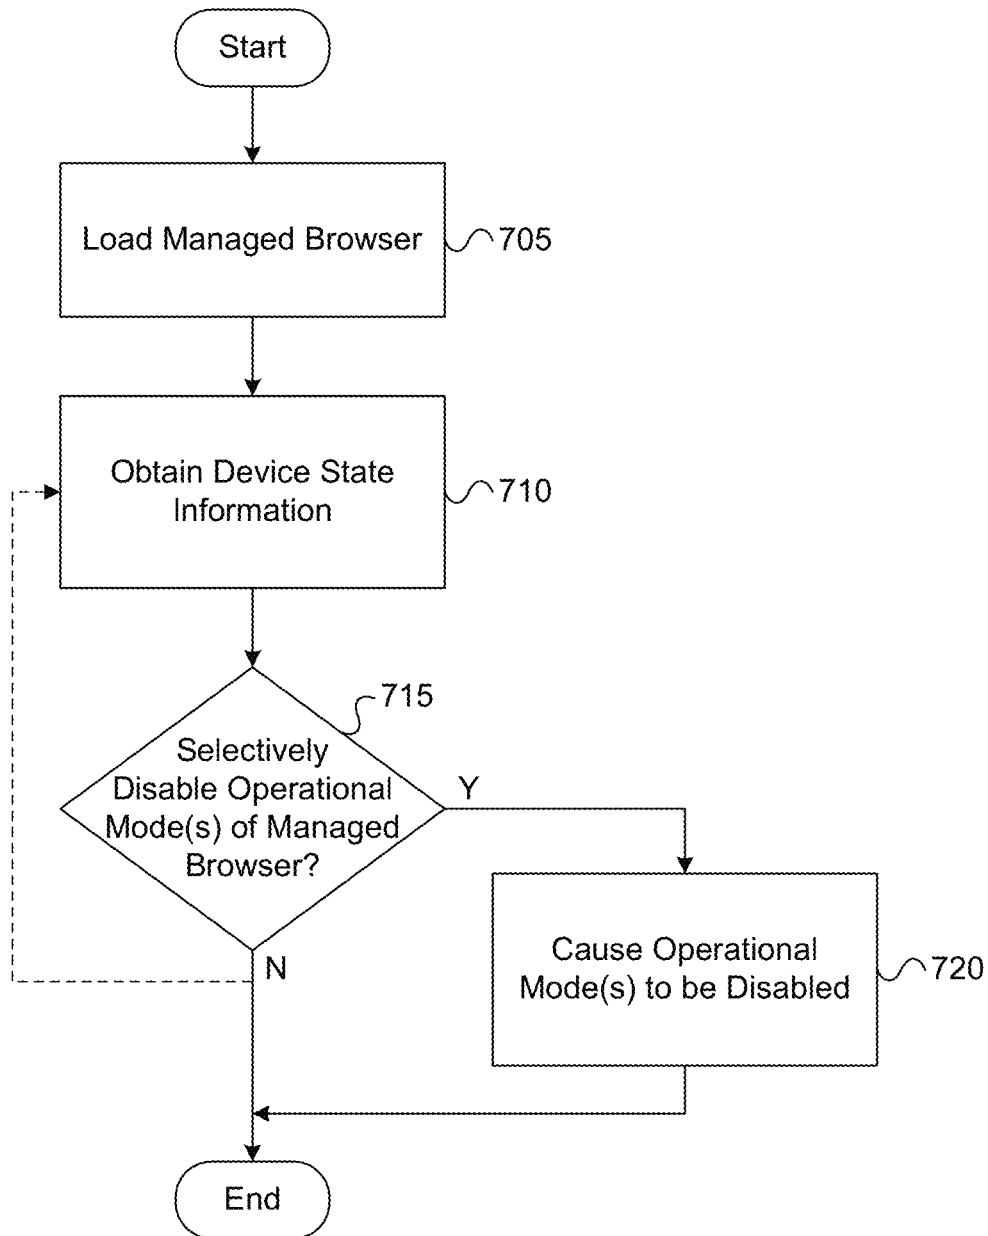 Start
Load Managed Browser
705
Obtain Device State
Information
710
715
Selectively
Disable Operational
Mode(s) of Managed
Browser?
Y
N
Cause Operational
Mode(s) to be Disabled
720
End